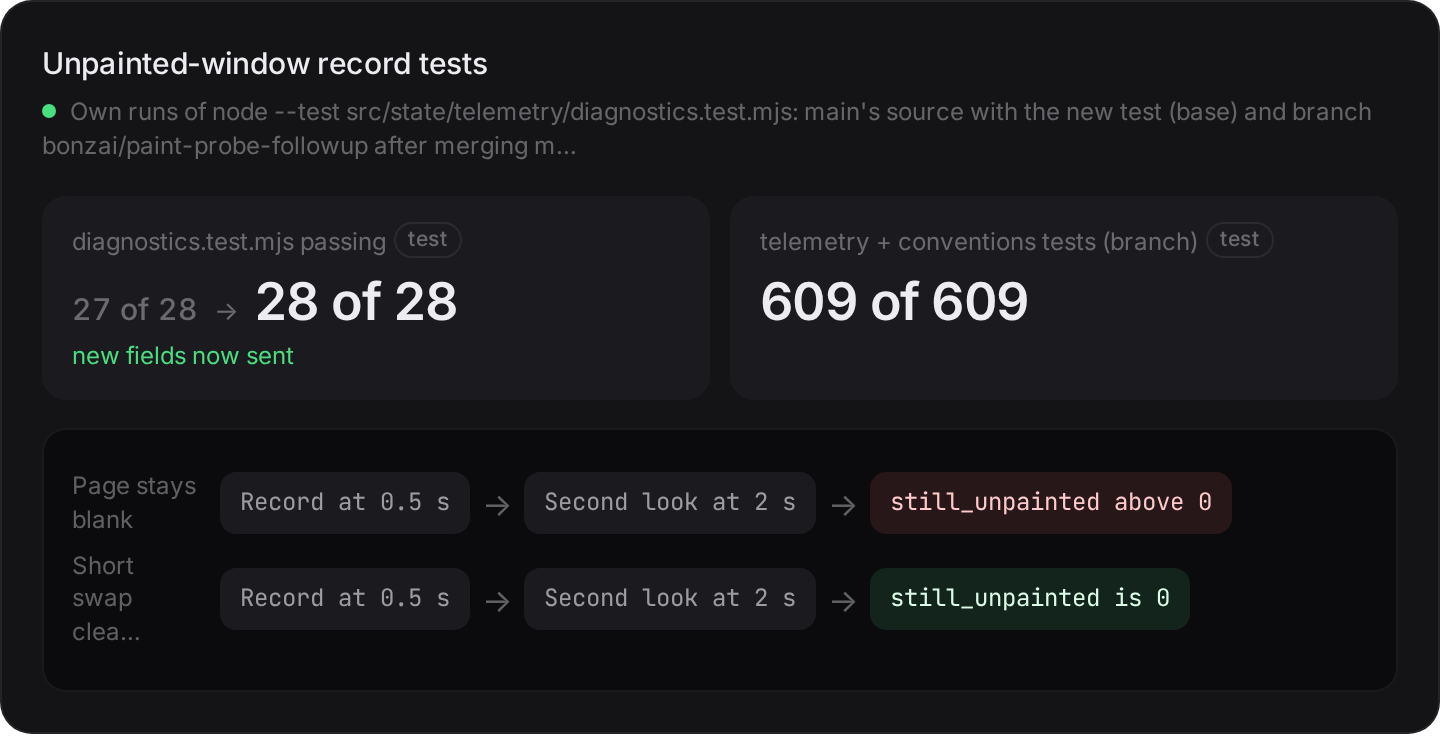 Unpainted-window record tests
Own runs of node --test src/state/telemetry/diagnostics.test.mjs: main's source with the new test (base) and branch
bonzai/paint-probe-followup after merging m...
diagnostics.test.mjs passing test
27 of 28 → 28 of 28
new fields now sent
telemetry + conventions tests (branch) test
609 of 609
Page stays
blank
Record at 0.5 s → Second look at 2 s → still_unpainted above 0
Short
swap
clea...
Record at 0.5 s → Second look at 2 s → still_unpainted is 0